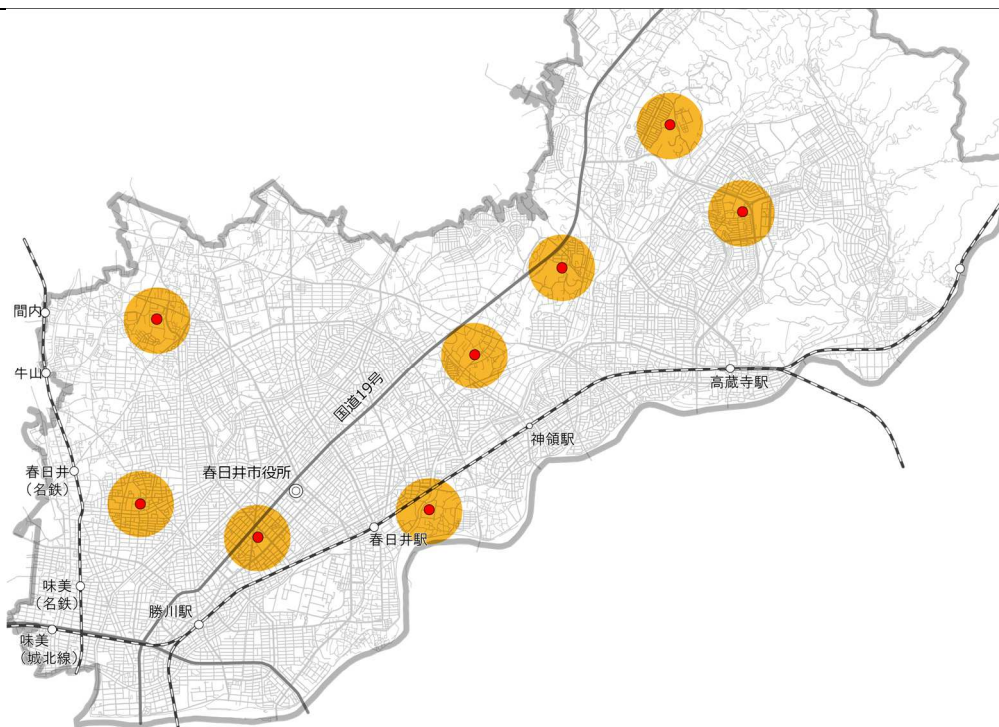 間内
牛山
高蔵寺駅
国道19号
神領駅
春日井
(名鉄)
春日井市役所
春日井駅
味美
(名鉄)
勝川駅
味美
(城北線)